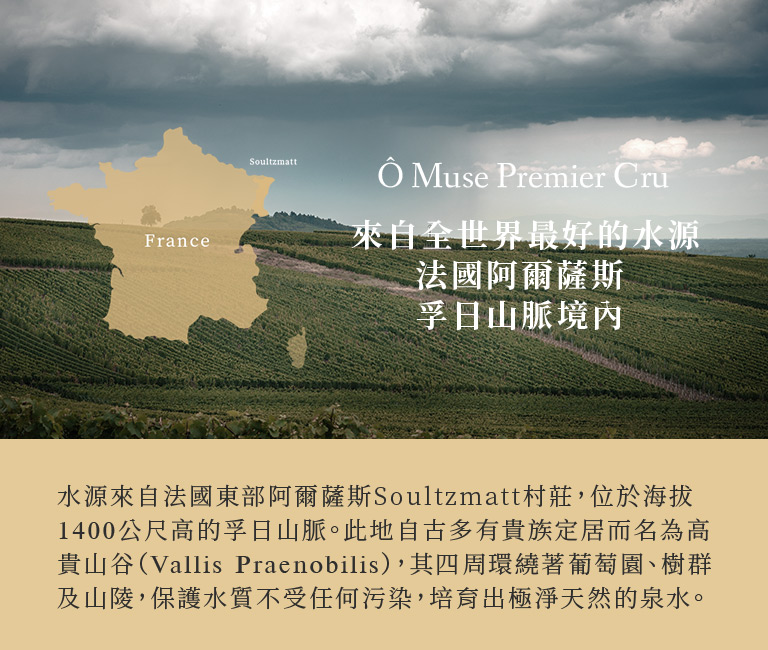 Soultzmatt
France
Ô Muse Premier Cru
來自全世界最好的水源
法國阿爾薩斯
孚日山脈境內
水源來自法國東部阿爾薩斯Soultzmatt村莊，位於海拔
1400公尺高的孚日山脈。此地自古多有貴族定居而名為高
貴山谷（Vallis Praenobilis），其四周環繞著葡萄園、樹群
及山陵，保護水質不受任何污染，培育出極淨天然的泉水。